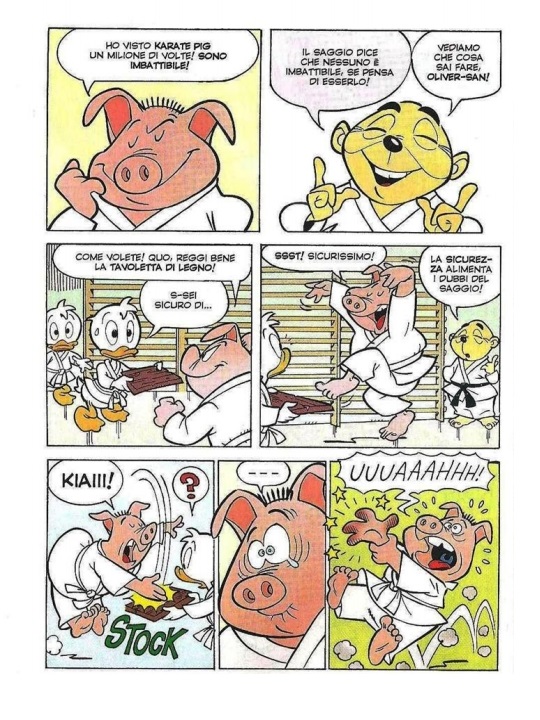 HO VISTO KARATE PIG
UN MILIONE DI VOLTE! SONO
IMBATTIBILE!
IL SAGGIO DICE
CHE NESSUNO È
IMBATTIBILE, SE PENSA
DI ESSERLO!
VEDIAMO
CHE COSA
SAI FARE,
OLIVER-SAN!
COME VOLETE! QUO, REGGI BENE
LA TAVOLETTA DI LEGNO!
S-SEI
SICURO DI...
SSST! SICURISSIMO!
LA SICUREZ-
ZA ALIMENTA
I DUBBI DEL
SAGGIO!
KIAIII!
?
STOCK
---
UUUAAAHHH!